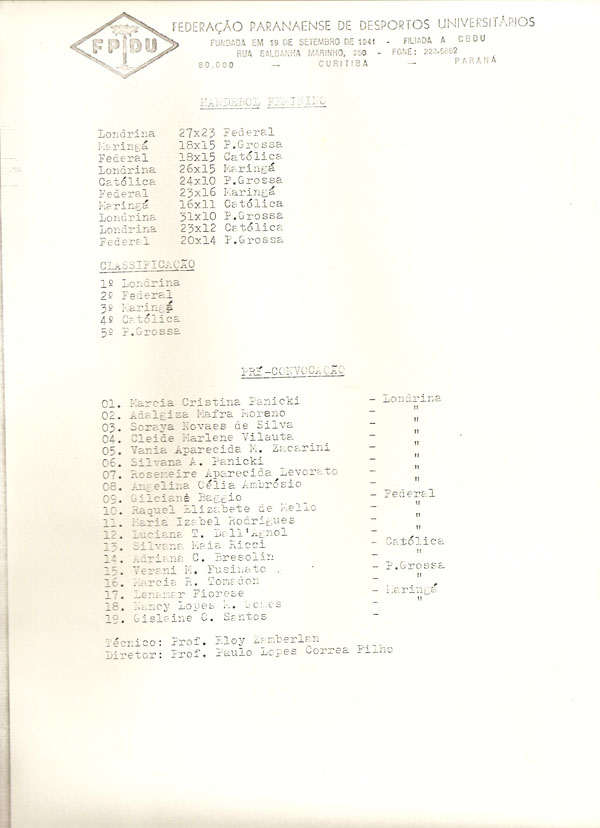 FPDU
FEDERAÇÃO PARANAENSE DE DESPORTOS UNIVERSITÁRIOS
FUNDADA EM 19 DE SETEMBRO DE 1941 - FILIADA A CBDU
RUA SALDANHA MARINHO, 250 - FONE: 223-5862
80.000 — CURITIBA — PARANÁ
HANDEBOL FEMININO
Londrina 27x23 Federal
Maringá 18x15 P.Grossa
Federal 18x15 Católica
Londrina 26x15 Maringá
Católica 24x10 P.Grossa
Federal 23x16 Maringá
Maringá 16x11 Católica
Londrina 31x10 P.Grossa
Londrina 23x12 Católica
Federal 20x14 P.Grossa
CLASSIFICAÇÃO
1º Londrina
2º Federal
3º Maringá
4º Católica
5º P.Grossa
PRÉ-CONVOCAÇÃO
01. Marcia Cristina Panicki - Londrina
02. Adalgiza Mafra Moreno - "
03. Soraya Novaes de Silva - "
04. Cleide Marlene Vilauta - "
05. Vania Aparecida M. Zacarini - "
06. Silvana A. Panicki - "
07. Rosemeire Aparecida Levorato - "
08. Angelina Célia Ambrósio - "
09. Gilciane Baggio - Federal
10. Raquel Elizabete de Mello - "
11. Maria Izabel Rodrigues - "
12. Luciana T. Dall'Agnol - "
13. Silvana Maia Ricci - Católica
14. Adriana C. Bresolin - "
15. Verani M. Fusinato - P.Grossa
16. Marcia R. Tomadon - "
17. Lenamar Fiorese - Maringá
18. Nancy Lopes M. Gomes - "
19. Gislaine C. Santos -
Técnico: Prof. Eloy Zamberlan
Diretor: Prof. Paulo Lopes Correa Filho